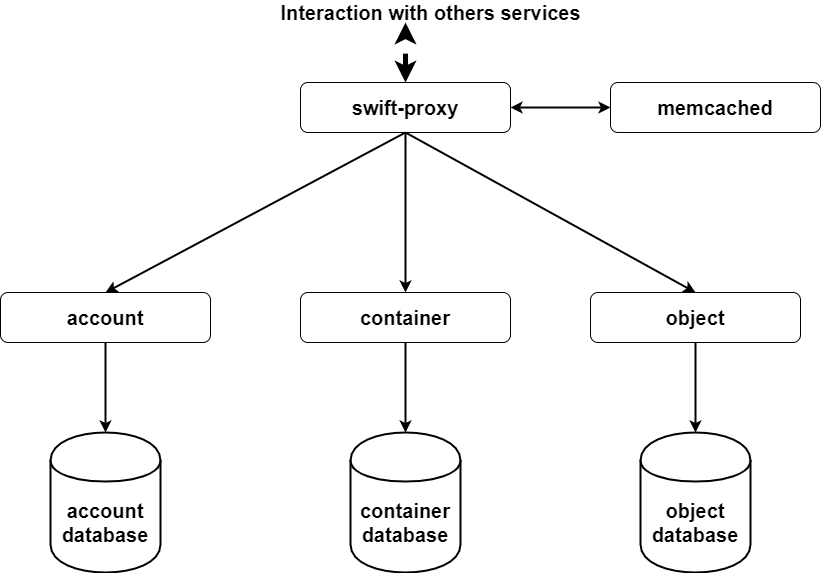 Interaction with others services
swift-proxy
memcached
account
container
object
account
database
container
database
object
database